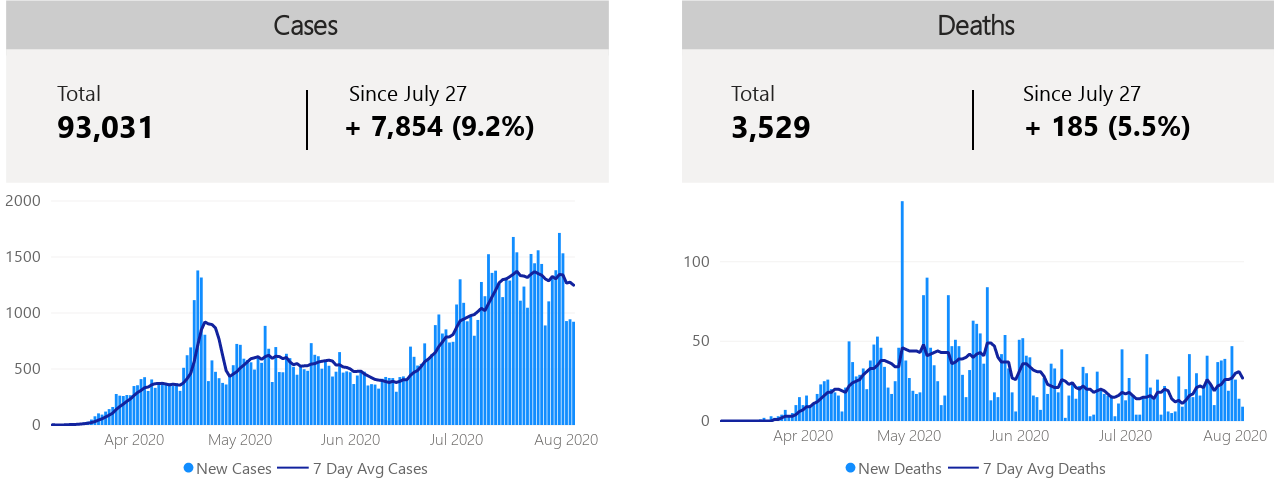 Cases
Total
93,031
Since July 27
+ 7,854 (9.2%)
2000
1500
1000
500
0
Apr 2020 May 2020 Jun 2020 Jul 2020 Aug 2020
New Cases 7 Day Avg Cases
Deaths
Total
3,529
Since July 27
+ 185 (5.5%)
100
50
0
Apr 2020 May 2020 Jun 2020 Jul 2020 Aug 2020
New Deaths 7 Day Avg Deaths